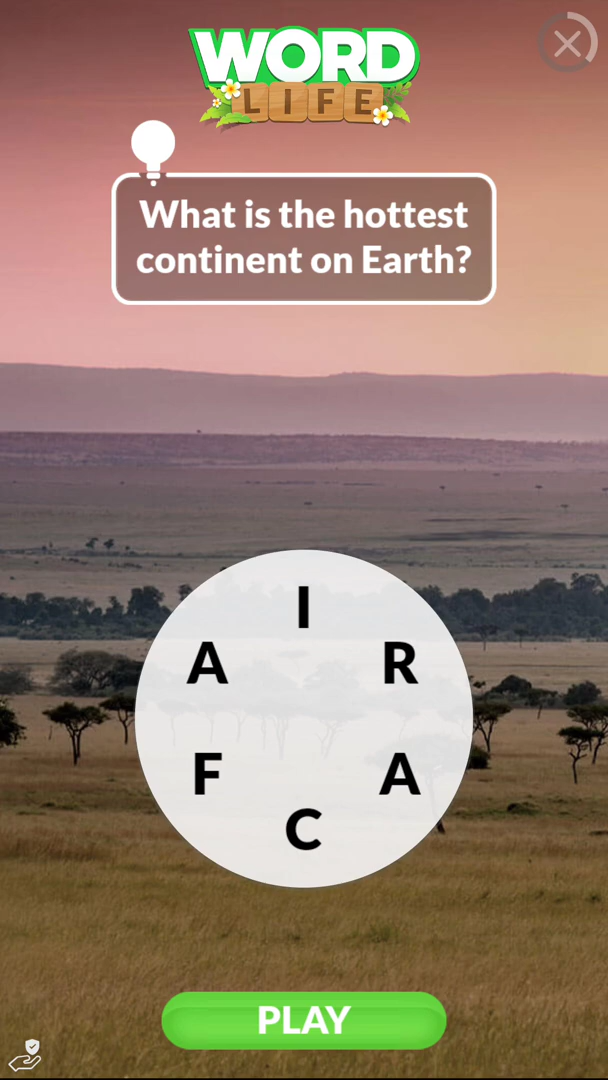 WORD
LIFE
What is the hottest
continent on Earth?
I
A R
F A
C
PLAY